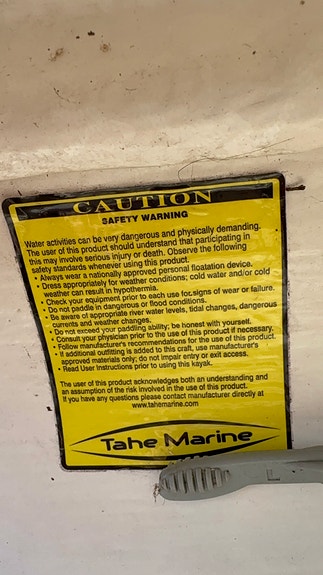 CAUTION
SAFETY WARNING
Water activities can be very dangerous and physically demanding.
The user of this product should understand that participating in
this may involve serious injury or death. Observe the following
safety standards whenever using this product.
• Always wear a nationally approved personal floatation device.
• Dress appropriately for weather conditions; cold water and/or cold
weather can result in hypothermia.
• Check your equipment prior to each use for signs of wear or failure.
• Do not paddle in dangerous or flood conditions.
• Be aware of appropriate river water levels, tidal changes, dangerous
currents and weather changes.
• Do not exceed your paddling ability; be honest with yourself.
• Consult your physician prior to the use of this product if necessary.
• Follow manufacturer's recommendations for the use of this product.
• If additional outfitting is added to this craft, use manufacturer's
approved materials only; do not impair entry or exit access.
• Read User Instructions prior to using this kayak.
The user of this product acknowledges both an understanding and
an assumption of the risk involved in the use of this product.
If you have any questions please contact manufacturer directly at
www.tahemarine.com
Tahe Marine